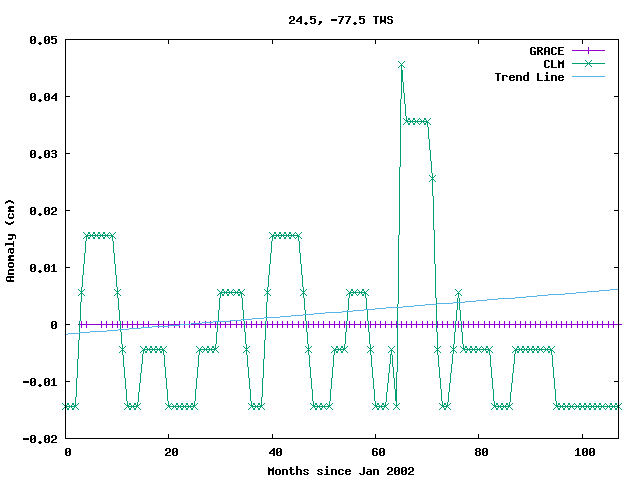 24.5, -77.5 TWS
0.05
GRACE
CLM
Trend Line
0.04
0.03
0.02
0.01
0
-0.01
-0.02
Anomaly (cm)
0 20 40 60 80 100
Months since Jan 2002